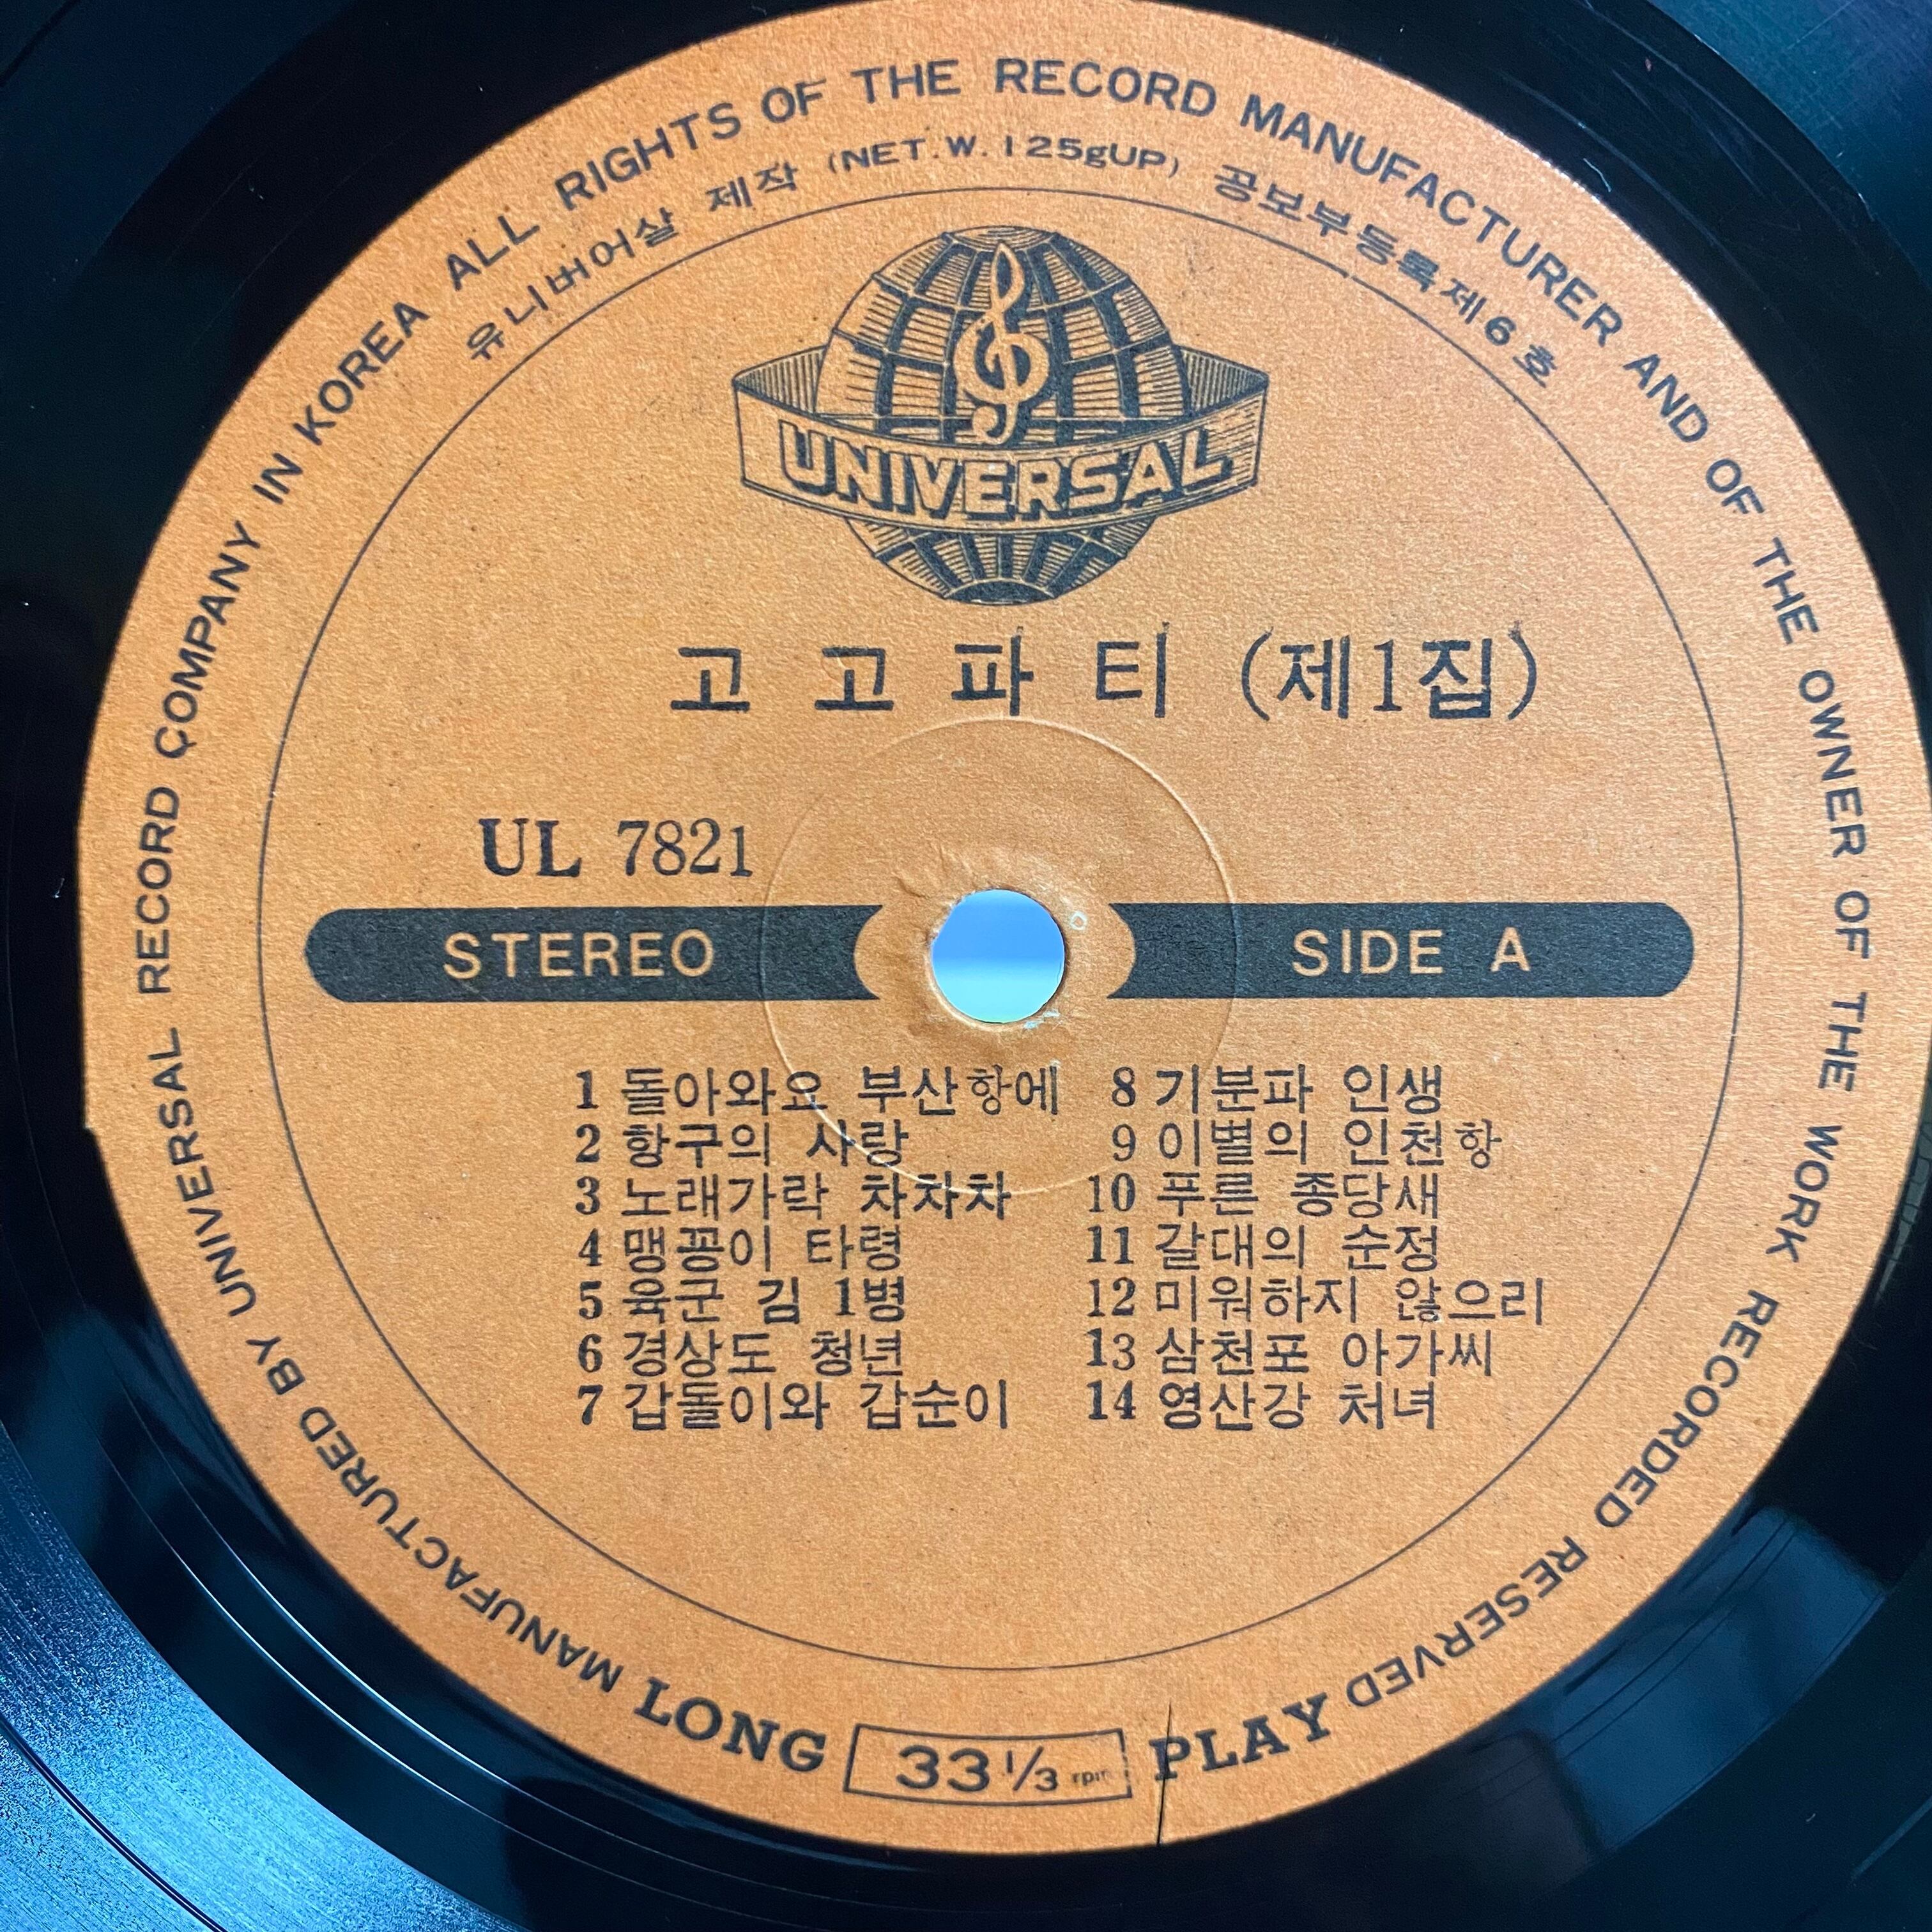 MANUFACTURED BY UNIVERSAL RECORD COMPANY IN KOREA ALL RIGHTS OF THE RECORD MANUFACTURER AND OF THE OWNER OF THE WORK RECORDED RESERVED
유니버어살 제작 (NET.W. 125gUP) 공보부등록제6호
UNIVERSAL
고고파티 (제1집)
UL 7821
STEREO SIDE A
1 돌아와요 부산항에
2 항구의 사랑
3 노래가락 차차차
4 맹꽁이 타령
5 육군 김 1병
6 경상도 청년
7 갑돌이와 갑순이
8 기분파 인생
9 이별의 인천항
10 푸른 종당새
11 갈대의 순정
12 미워하지 않으리
13 삼천포 아가씨
14 영산강 처녀
LONG 33 1/3 rpm PLAY